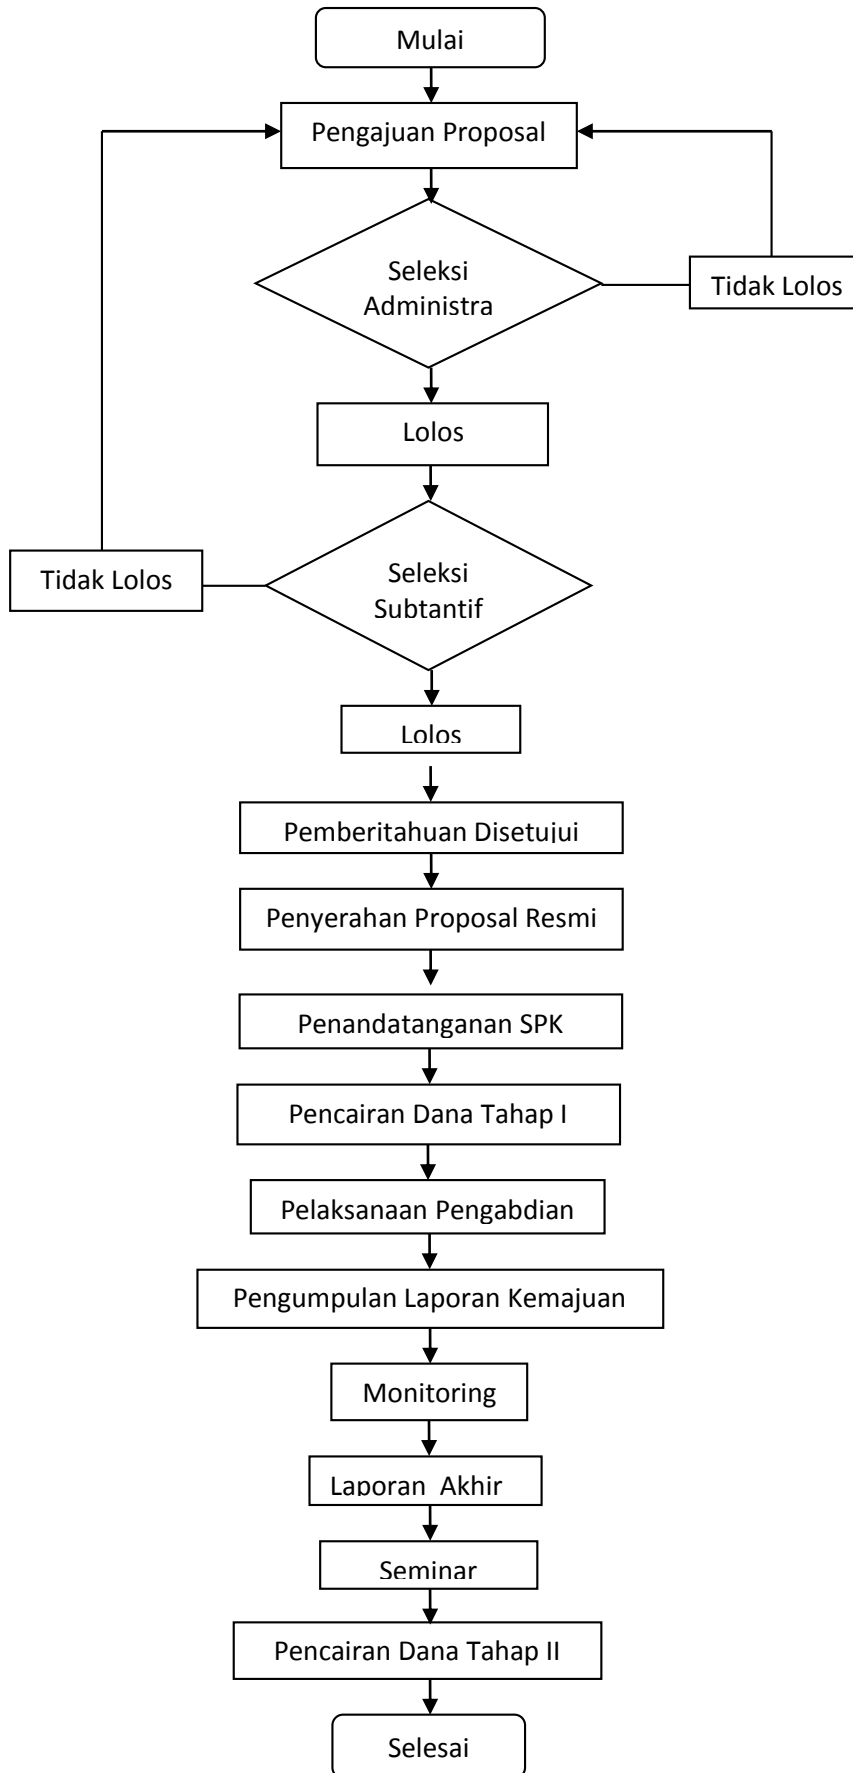 Mulai
Pengajuan Proposal
Seleksi
Administra
Tidak Lolos
Lolos
Tidak Lolos
Seleksi
Subtantif
Lolos
Pemberitahuan Disetujui
Penyerahan Proposal Resmi
Penandatanganan SPK
Pencairan Dana Tahap I
Pelaksanaan Pengabdian
Pengumpulan Laporan Kemajuan
Monitoring
Laporan Akhir
Seminar
Pencairan Dana Tahap II
Selesai